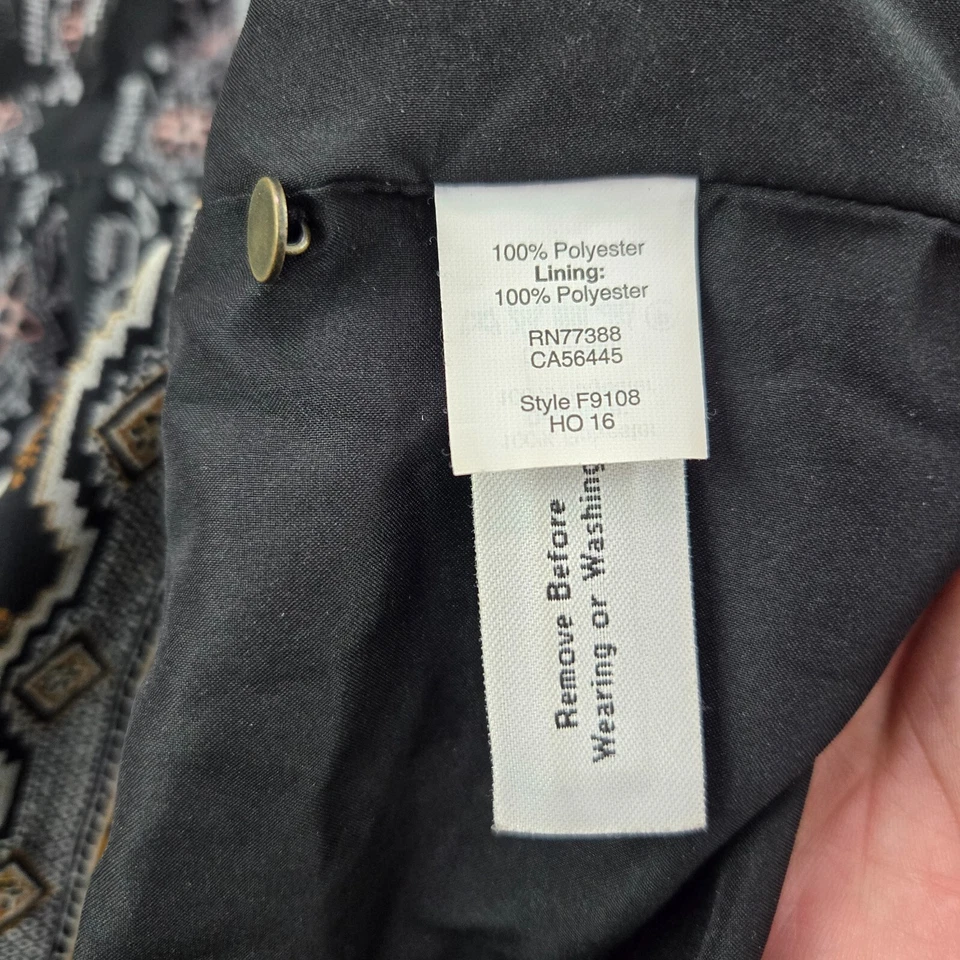 100% Polyester
Lining:
100% Polyester
RN77388
CA56445
Style F9108
HO 16
Remove Before
Wearing or Washing